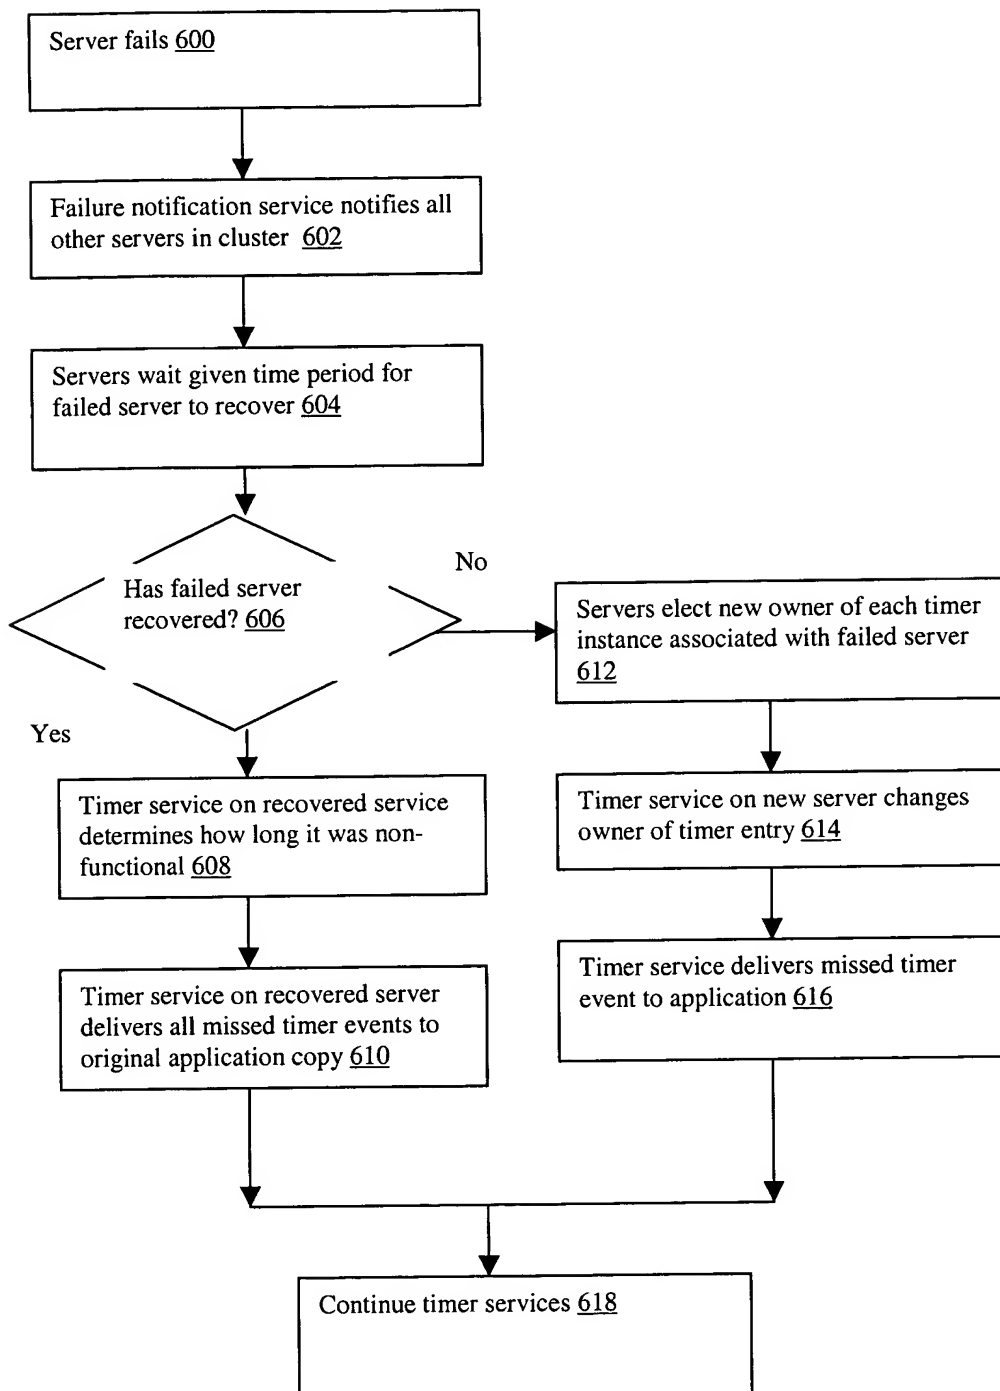 Server fails 600
Failure notification service notifies all
other servers in cluster 602
Servers wait given time period for
failed server to recover 604
Has failed server
recovered? 606
No
Yes
Servers elect new owner of each timer
instance associated with failed server
612
Timer service on recovered service
determines how long it was non-
functional 608
Timer service on new server changes
owner of timer entry 614
Timer service on recovered server
delivers all missed timer events to
original application copy 610
Timer service delivers missed timer
event to application 616
Continue timer services 618